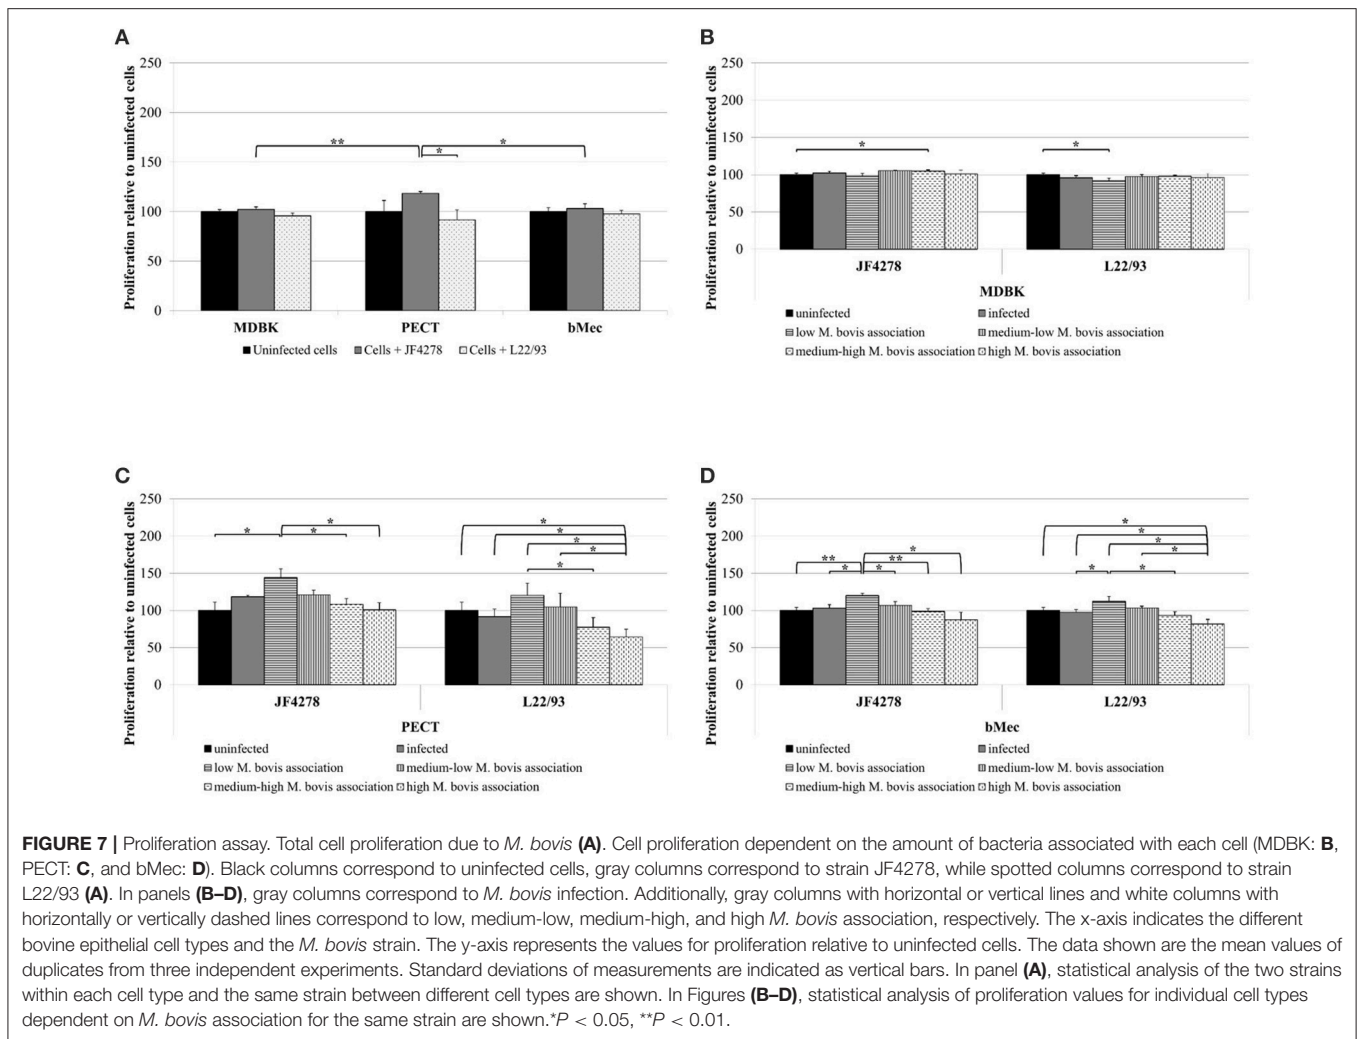 A
Proliferation relative to uninfected cells
250
200
150
100
50
0
**
*
*
MDBK
PECT
bMec
Uninfected cells
Cells + JF4278
Cells + L22/93
B
Proliferation relative to uninfected cells
250
200
150
100
50
0
*
*
JF4278
L22/93
MDBK
uninfected
infected
low M. bovis association
medium-low M. bovis association
medium-high M. bovis association
high M. bovis association
C
Proliferation relative to uninfected cells
250
200
150
100
50
0
*
*
*
*
*
*
*
*
JF4278
L22/93
PECT
uninfected
infected
low M. bovis association
medium-low M. bovis association
medium-high M. bovis association
high M. bovis association
D
Proliferation relative to uninfected cells
250
200
150
100
50
0
*
**
**
*
*
*
*
*
*
*
*
JF4278
L22/93
bMec
uninfected
infected
low M. bovis association
medium-low M. bovis association
medium-high M. bovis association
high M. bovis association
FIGURE 7 | Proliferation assay. Total cell proliferation due to M. bovis (A). Cell proliferation dependent on the amount of bacteria associated with each cell (MDBK: B,
PECT: C, and bMec: D). Black columns correspond to uninfected cells, gray columns correspond to strain JF4278, while spotted columns correspond to strain
L22/93 (A). In panels (B–D), gray columns correspond to M. bovis infection. Additionally, gray columns with horizontal or vertical lines and white columns with
horizontally or vertically dashed lines correspond to low, medium-low, medium-high, and high M. bovis association, respectively. The x-axis indicates the different
bovine epithelial cell types and the M. bovis strain. The y-axis represents the values for proliferation relative to uninfected cells. The data shown are the mean values of
duplicates from three independent experiments. Standard deviations of measurements are indicated as vertical bars. In panel (A), statistical analysis of the two strains
within each cell type and the same strain between different cell types are shown. In Figures (B–D), statistical analysis of proliferation values for individual cell types
dependent on M. bovis association for the same strain are shown.*P < 0.05, **P < 0.01.